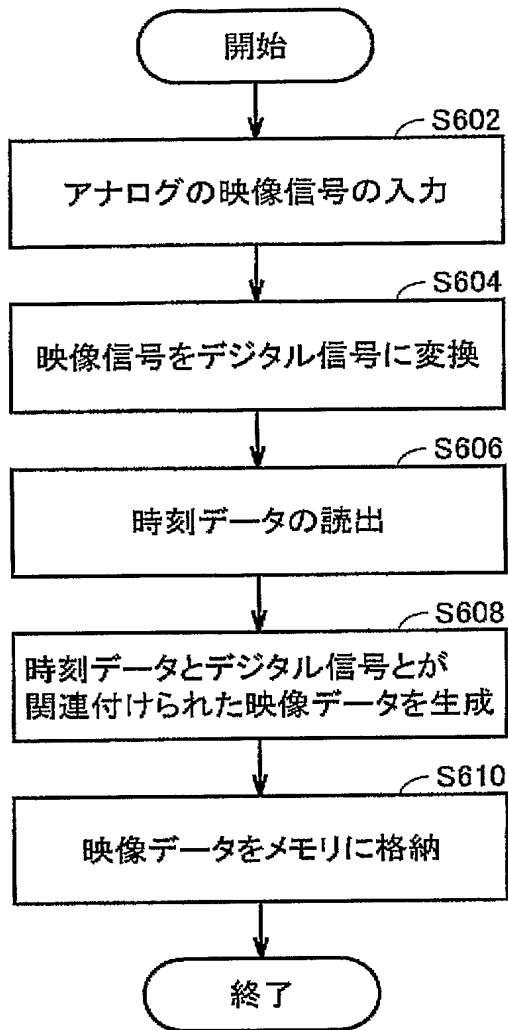 開始
S602
アナログの映像信号の入力
S604
映像信号をデジタル信号に変換
S606
時刻データの読出
S608
時刻データとデジタル信号とが
関連付けられた映像データを生成
S610
映像データをメモリに格納
終了